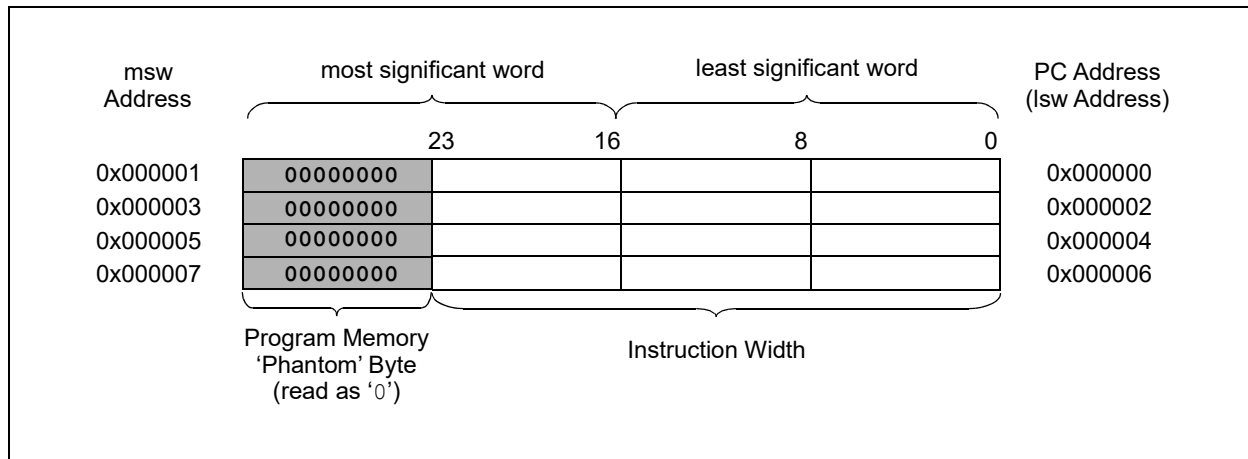 msw
Address
most significant word
least significant word
PC Address
(lsw Address)
23
16
8
0
0x000001
00000000
0x000000
0x000003
00000000
0x000002
0x000005
00000000
0x000004
0x000007
00000000
0x000006
Program Memory
‘Phantom’ Byte
(read as ‘0’)
Instruction Width